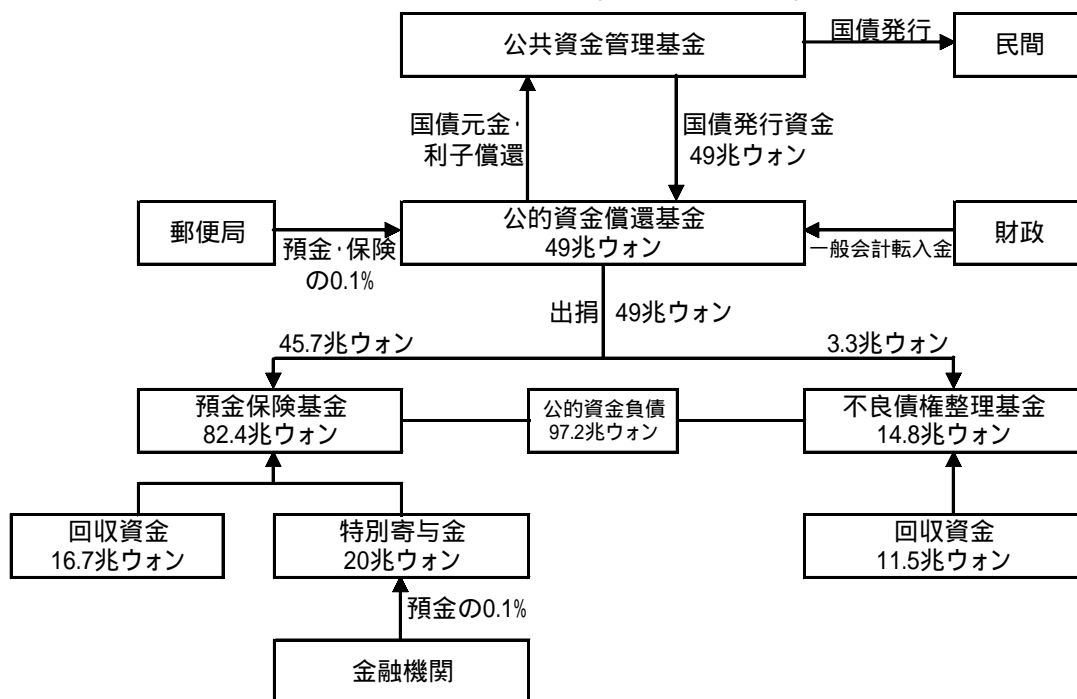 公共資金管理基金
国債発行
民間
国債元金・
利子償還
国債発行資金
49兆ウォン
郵便局
預金・保険
の0.1%
公的資金償還基金
49兆ウォン
一般会計転入金
財政
出捐 49兆ウォン
45.7兆ウォン
3.3兆ウォン
預金保険基金
82.4兆ウォン
公的資金負債
97.2兆ウォン
不良債権整理基金
14.8兆ウォン
回収資金
16.7兆ウォン
特別寄与金
20兆ウォン
回収資金
11.5兆ウォン
預金の0.1%
金融機関